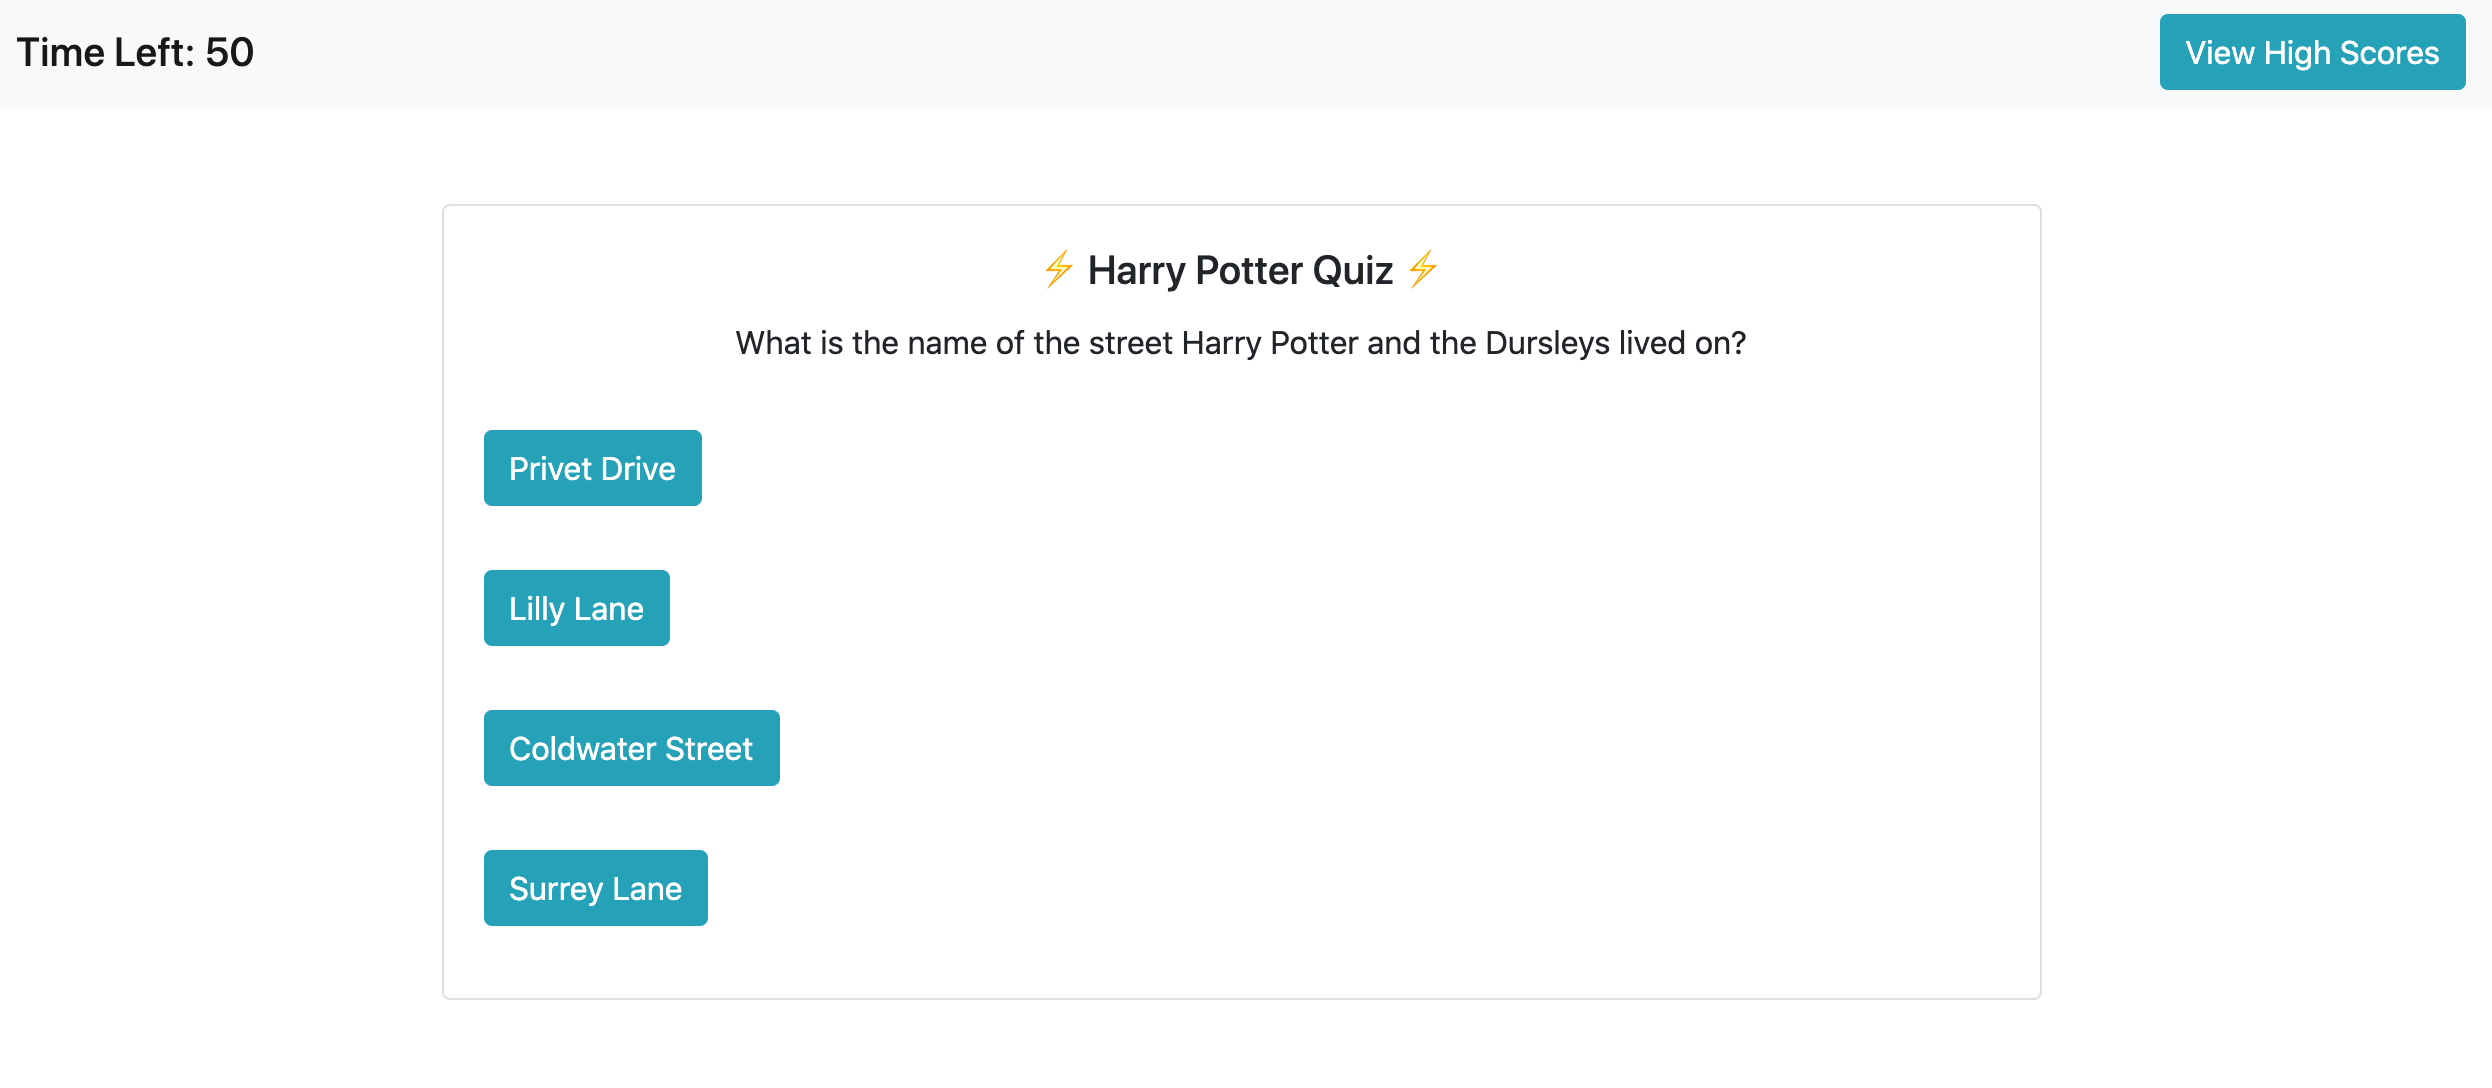 Time Left: 50
View High Scores
⚡ Harry Potter Quiz ⚡
What is the name of the street Harry Potter and the Dursleys lived on?
Privet Drive
Lilly Lane
Coldwater Street
Surrey Lane